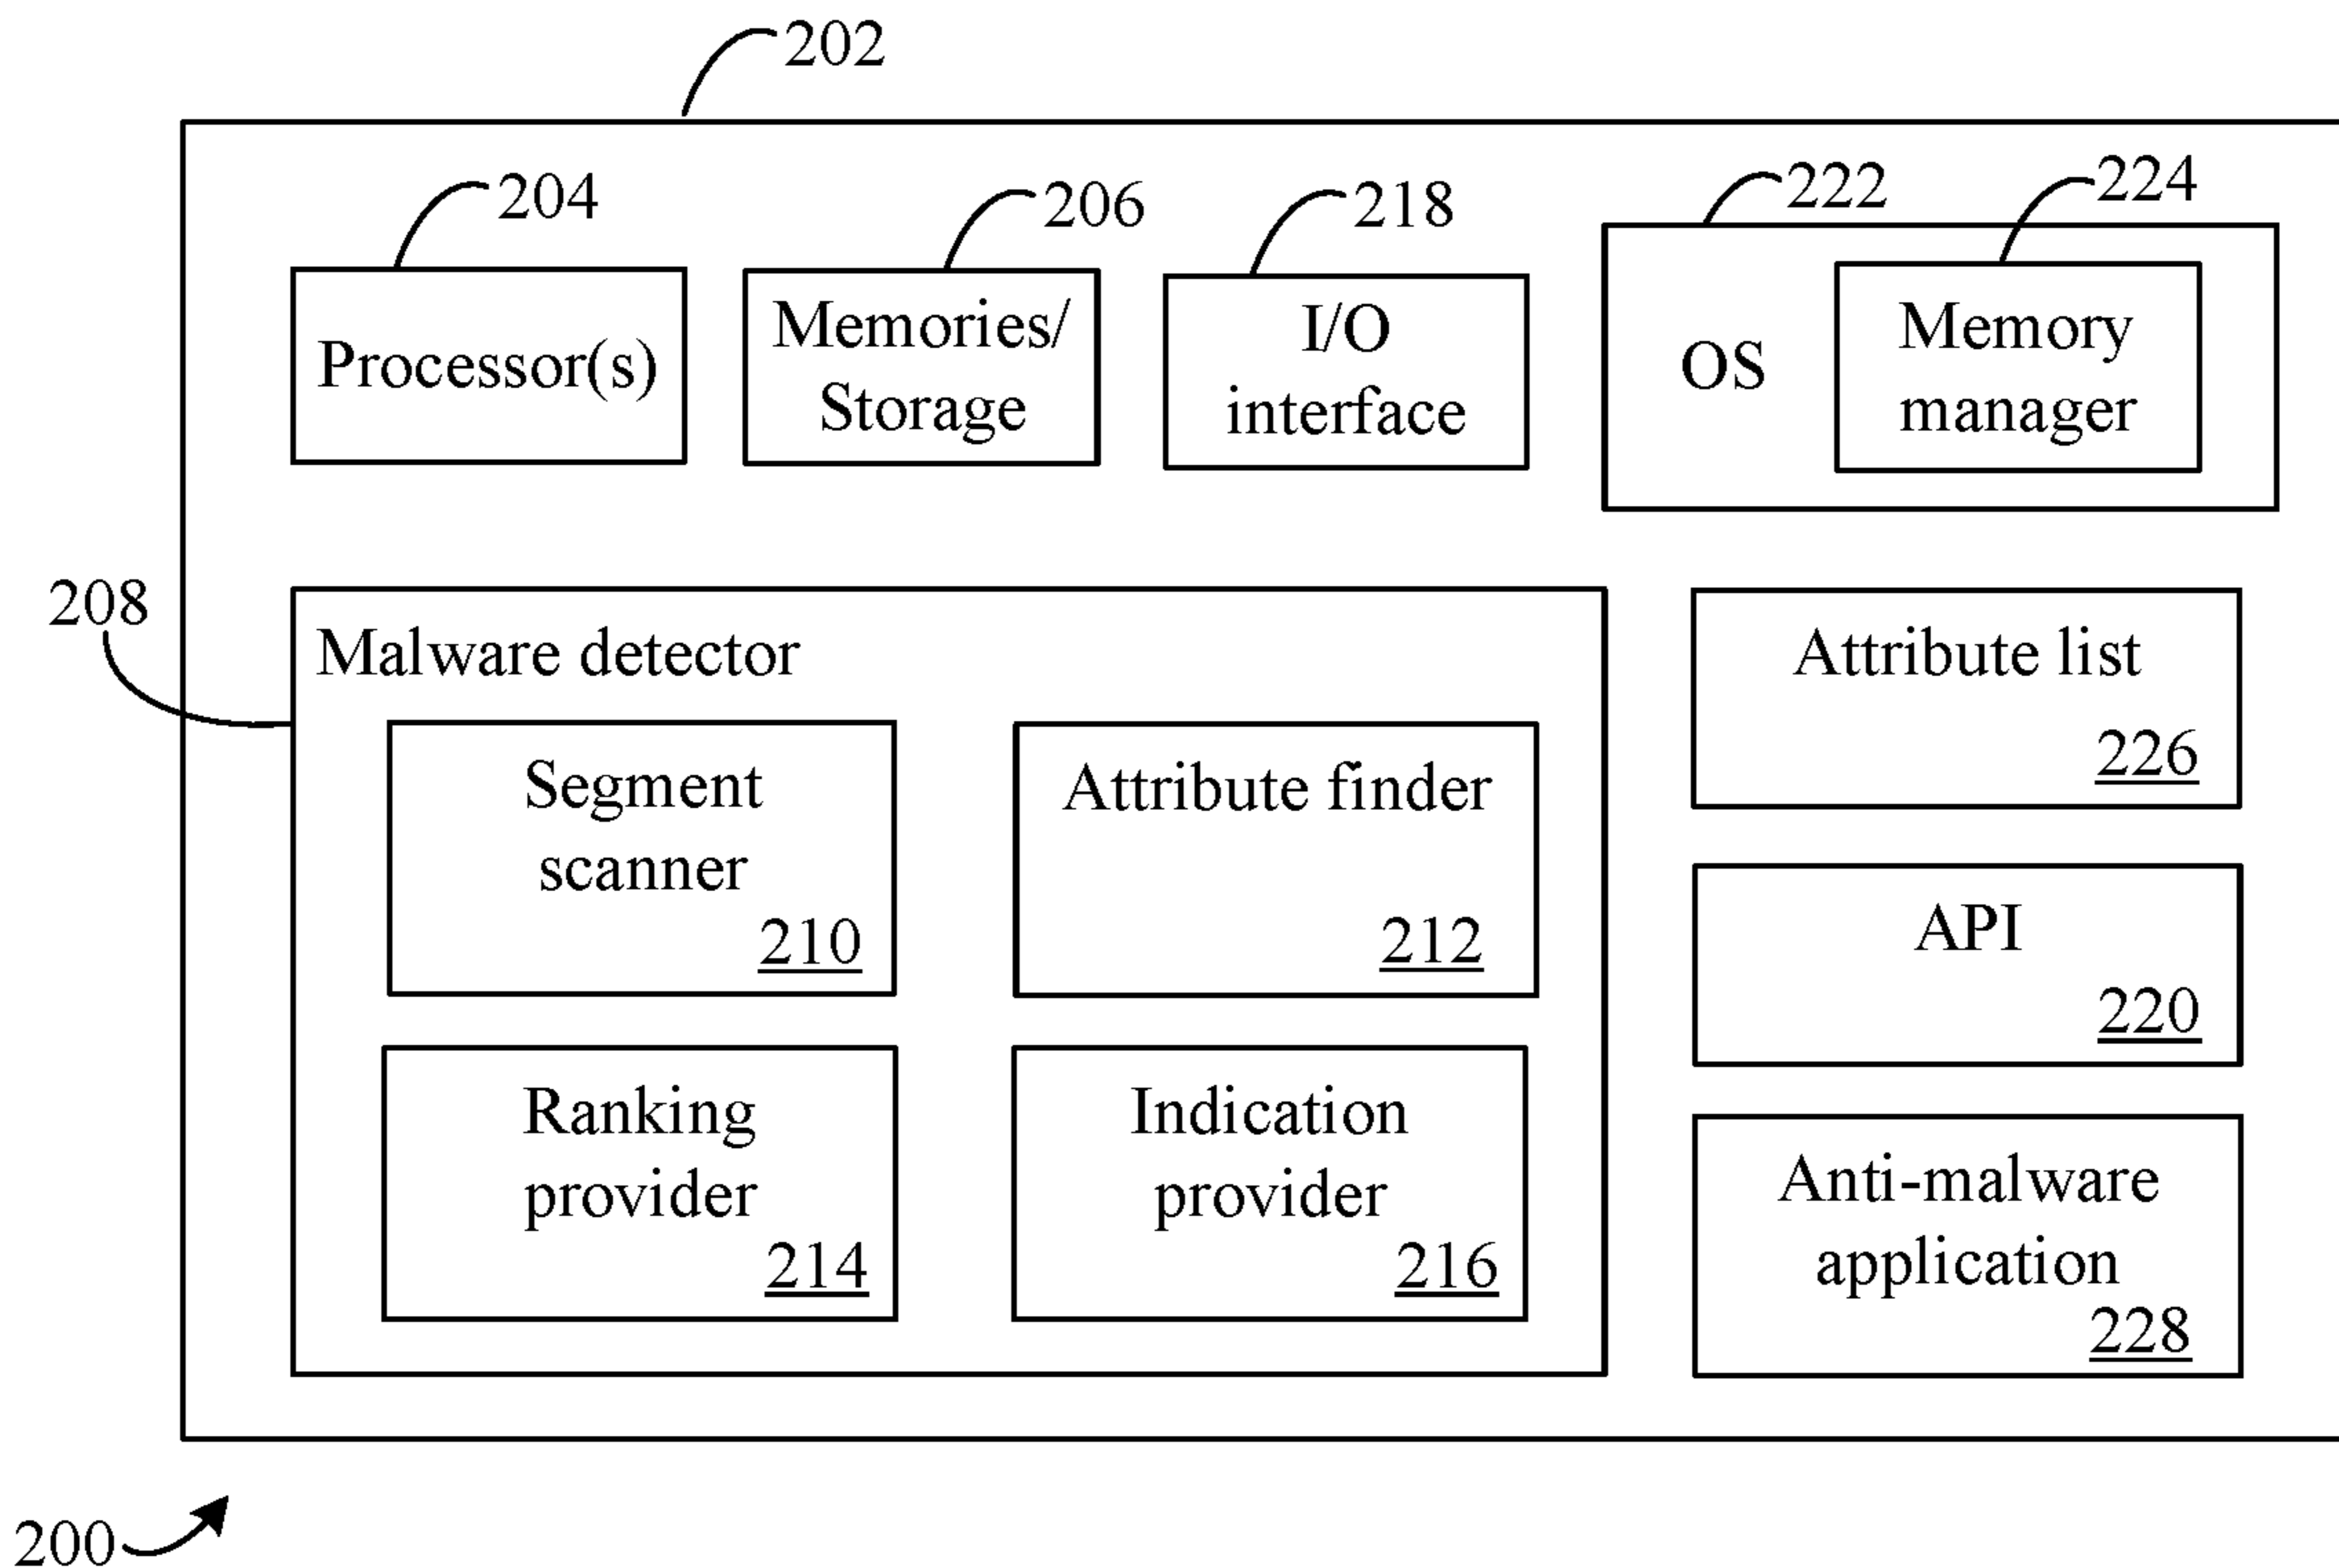 202
204
206
218
222
224
Processor(s)
Memories/
Storage
I/O
interface
OS
Memory
manager
208
Malware detector
Segment
scanner
210
Attribute finder
212
Ranking
provider
214
Indication
provider
216
Attribute list
226
API
220
Anti-malware
application
228
200